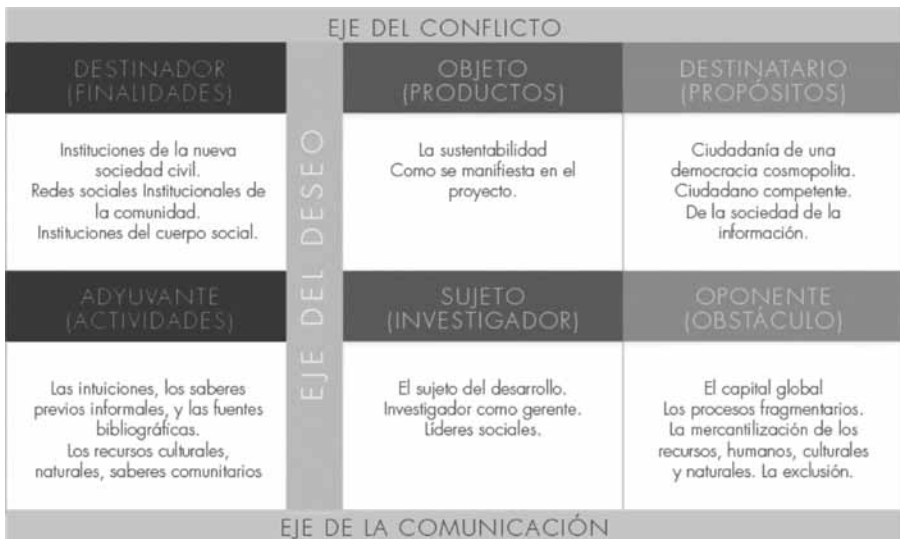 EJE DEL CONFLICTO
DESTINADOR
(FINALIDADES)
Instituciones de la nueva
sociedad civil.
Redes sociales Institucionales de
la comunidad.
Instituciones del cuerpo social.
EJE DEL DESEO
OBJETO
(PRODUCTOS)
La sustentabilidad
Como se manifiesta en el
proyecto.
DESTINATARIO
(PROPÓSITOS)
Ciudadanía de una
democracia cosmopolita.
Ciudadano competente.
De la sociedad de la
información.
ADYUVANTE
(ACTIVIDADES)
Las intuiciones, los saberes
previos informales, y las fuentes
bibliográficas.
Los recursos culturales,
naturales, saberes comunitarios
SUJETO
(INVESTIGADOR)
El sujeto del desarrollo.
Investigador como gerente.
Líderes sociales.
OPONENTE
(OBSTÁCULO)
El capital global
Los procesos fragmentarios.
La mercantilización de los
recursos, humanos, culturales
y naturales. La exclusión.
EJE DE LA COMUNICACIÓN